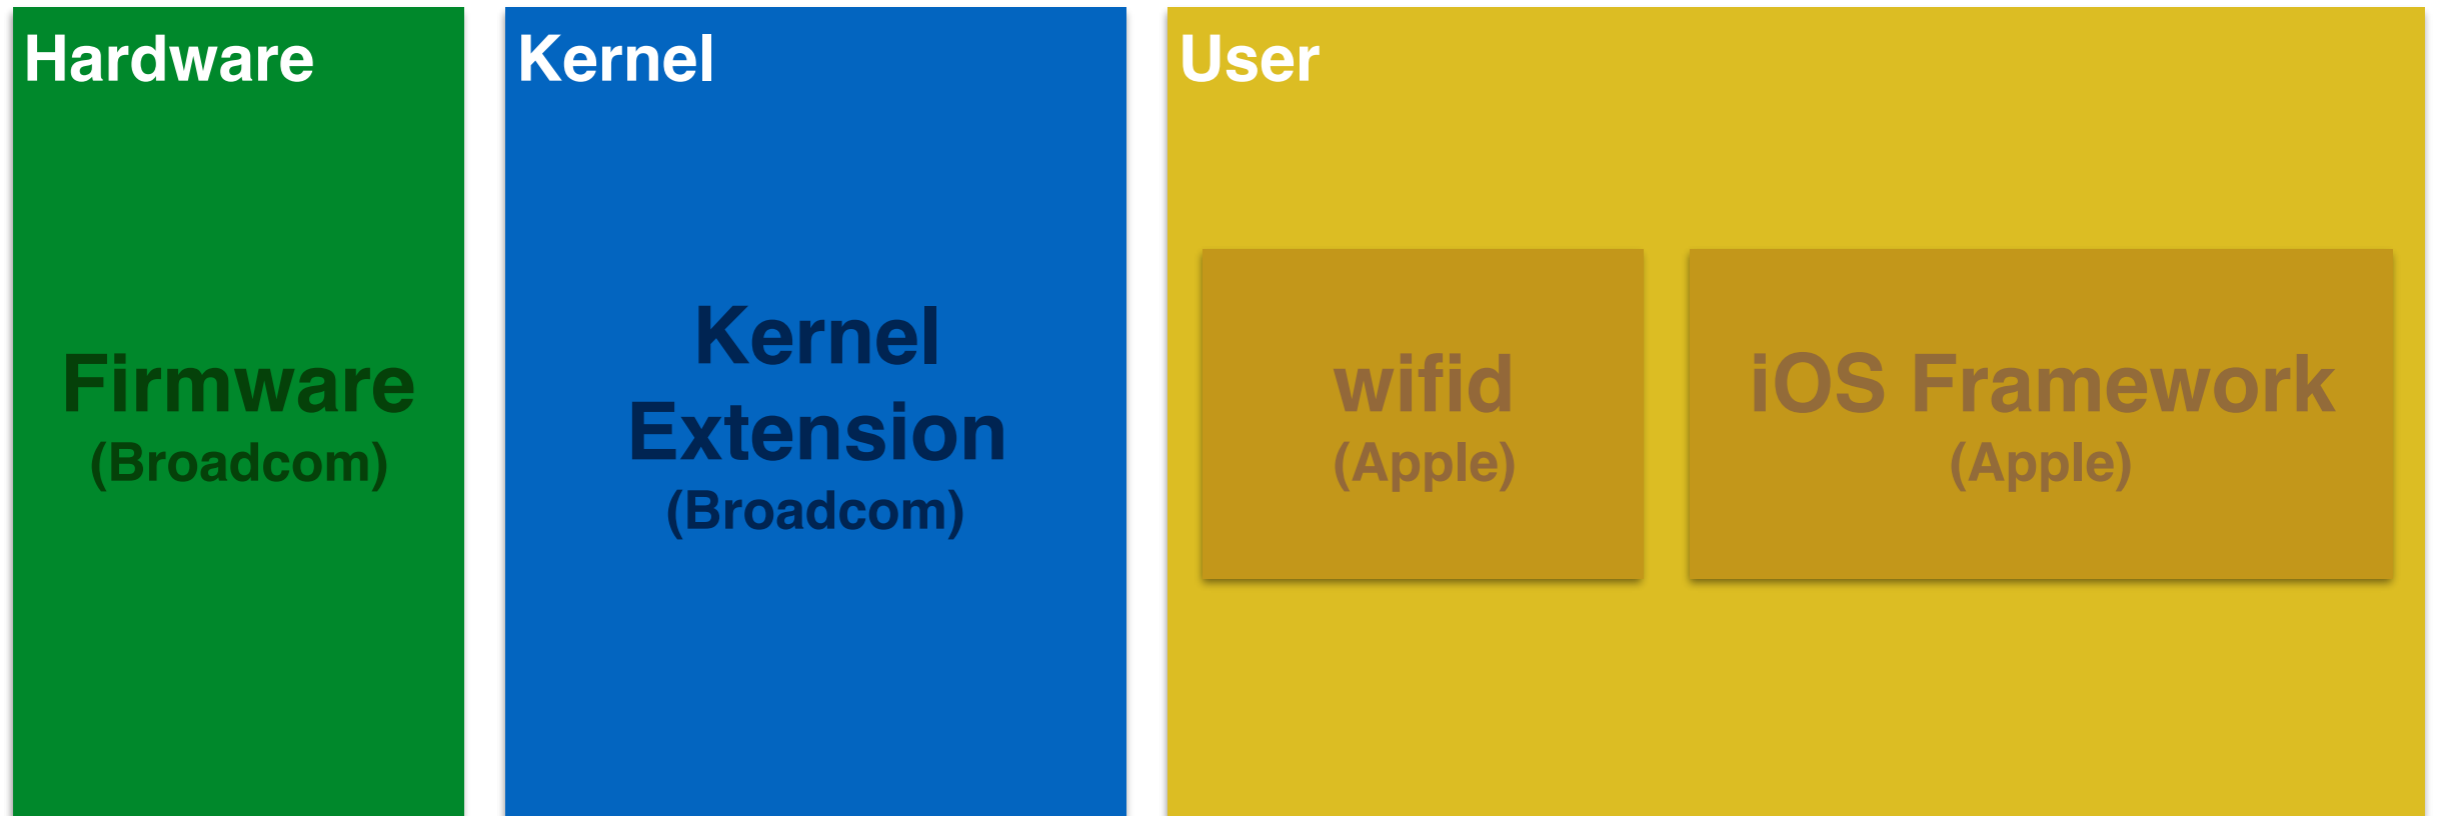 Hardware
Firmware
(Broadcom)
Kernel
Kernel
Extension
(Broadcom)
User
wifid
(Apple)
iOS Framework
(Apple)